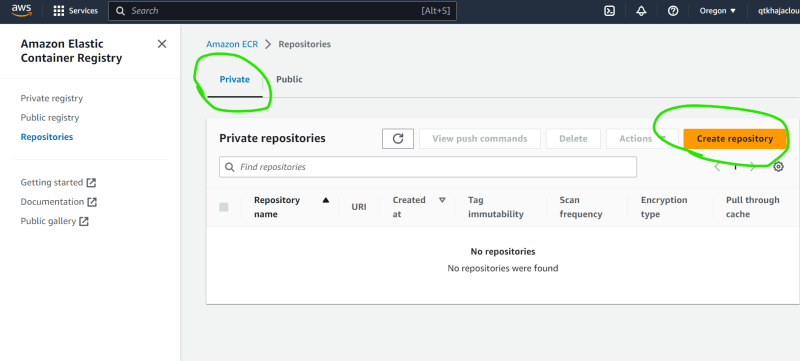 aws
Services
Search
[Alt+S]
Oregon
qtkhajaclou
Amazon Elastic
Container Registry
Private registry
Public registry
Repositories
Getting started
Documentation
Public gallery
Amazon ECR > Repositories
Private
Public
Private repositories
View push commands
Delete
Actions
Create repository
Find repositories
1
Repository
name
URI
Created
at
Tag
immutability
Scan
frequency
Encryption
type
Pull through
cache
No repositories
No repositories were found